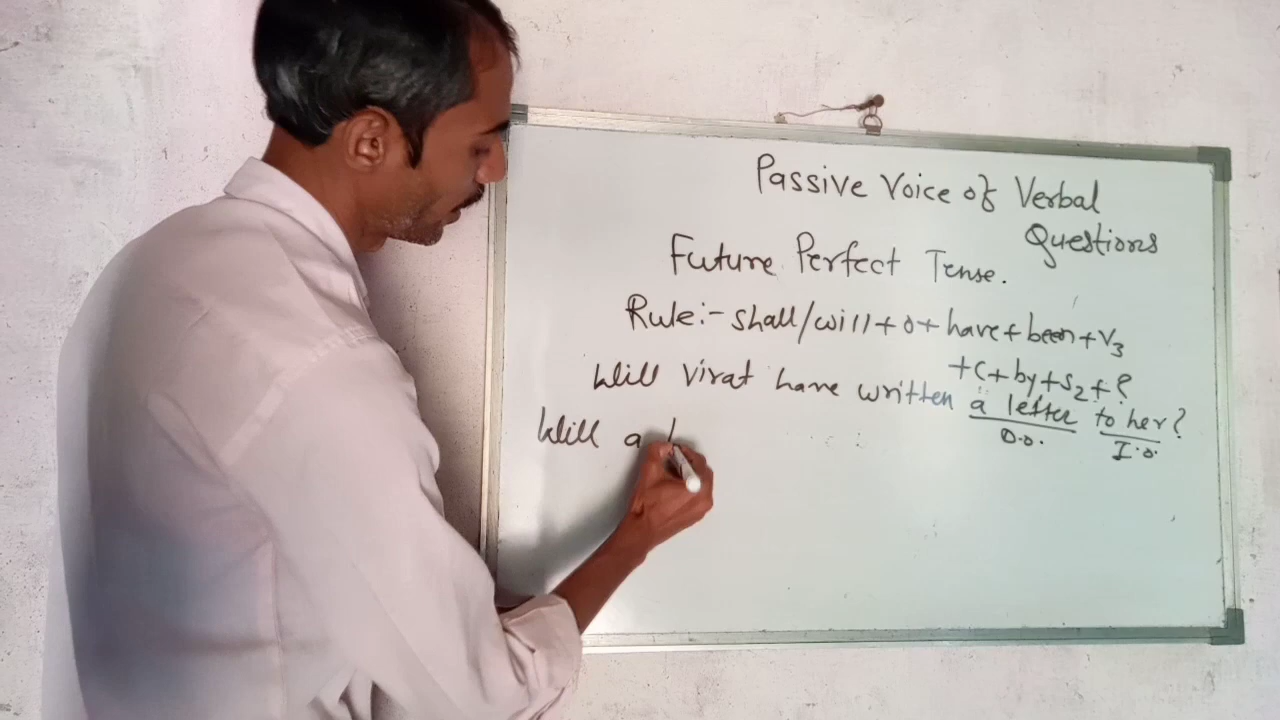 Passive Voice of Verbal
Questions
Future Perfect Tense.
Rule:- shall/will + o + have + been + V3
+ C + by + S2 + ?
Will Virat have written a letter to her?
D.O. I.O.
Will a l